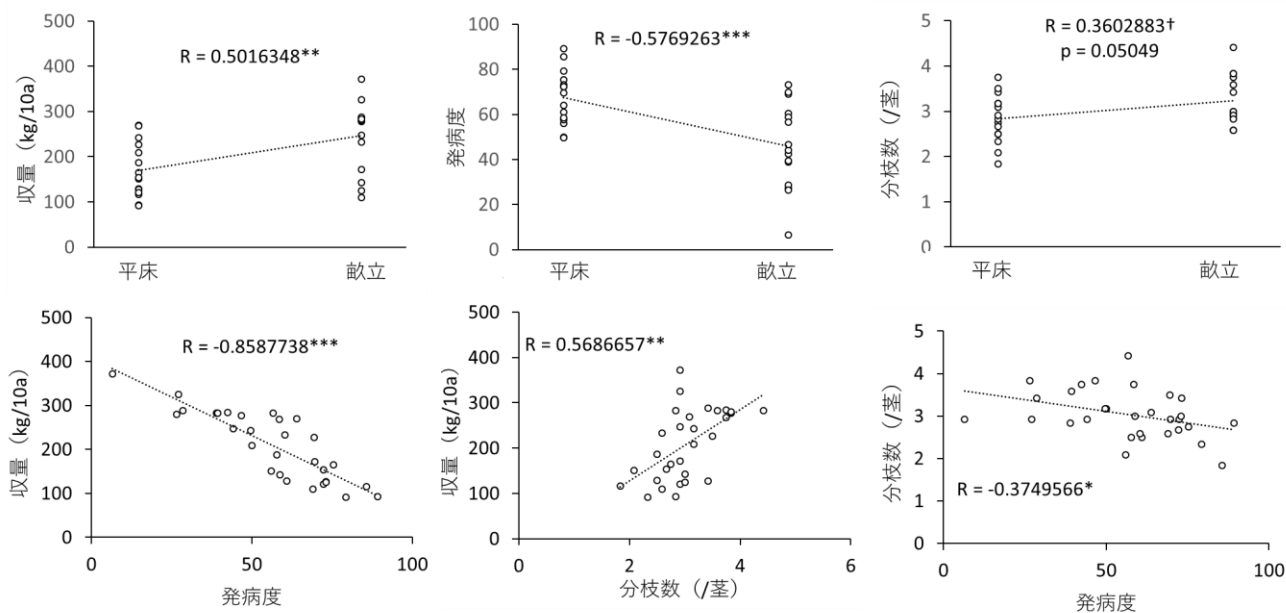 収量（kg/10a）
500
400
300
200
100
0
R = 0.5016348**
平床
畝立
発病度
100
80
60
40
20
0
R = -0.5769263***
平床
畝立
分枝数（/茎）
5
4
3
2
1
0
R = 0.3602883†
p = 0.05049
平床
畝立
収量（kg/10a）
500
400
300
200
100
0
R = -0.8587738***
0
50
100
発病度
収量（kg/10a）
500
400
300
200
100
0
R = 0.5686657**
0
2
4
6
分枝数（/茎）
分枝数（/茎）
5
4
3
2
1
0
R = -0.3749566*
0
50
100
発病度